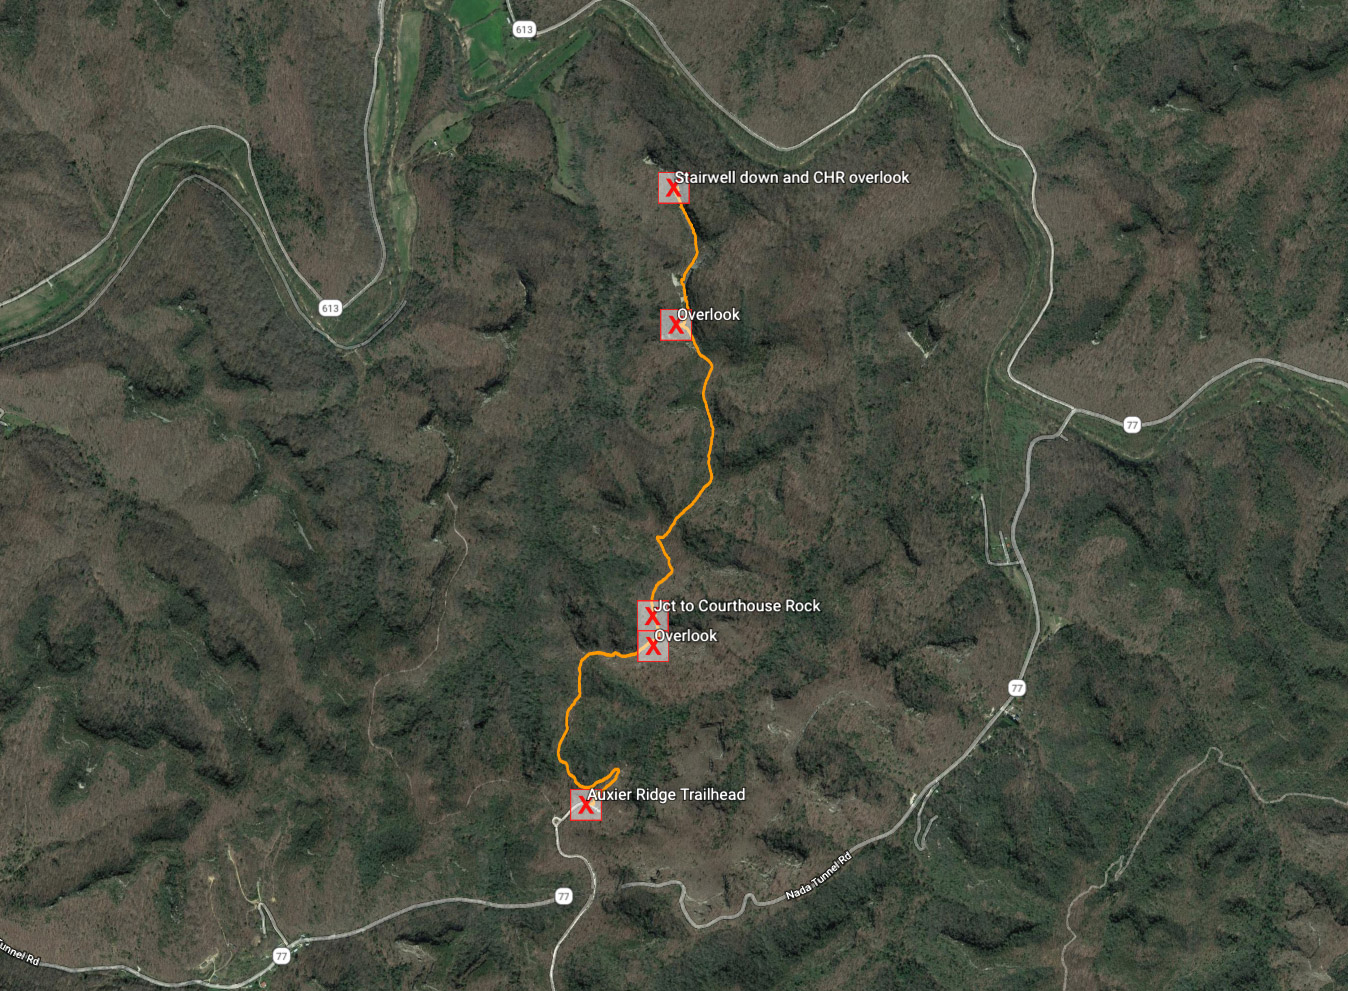 613
X Stairwell down and CHR overlook
613
X Overlook
77
X Jct to Courthouse Rock
X Overlook
77
X Auxier Ridge Trailhead
Nada Tunnel Rd
77
77
unnel Rd